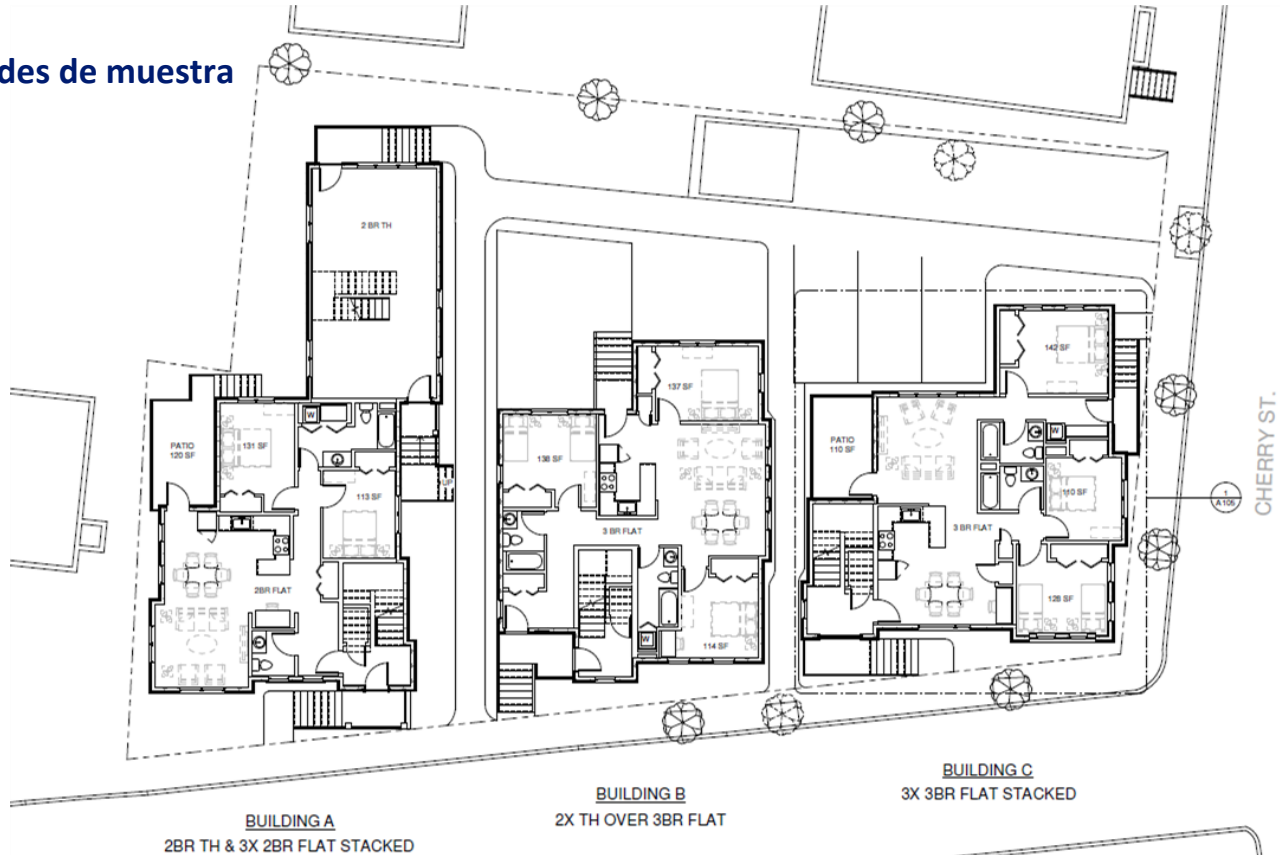 des de muestra
2 BR TH
PATIO
120 SF
131 SF
W
113 SF
UP
2BR FLAT
137 SF
138 SF
3 BR FLAT
W
114 SF
142 SF
PATIO
110 SF
W
110 SF
3 BR FLAT
126 SF
1
A105
CHERRY ST.
BUILDING A
2BR TH & 3X 2BR FLAT STACKED
BUILDING B
2X TH OVER 3BR FLAT
BUILDING C
3X 3BR FLAT STACKED